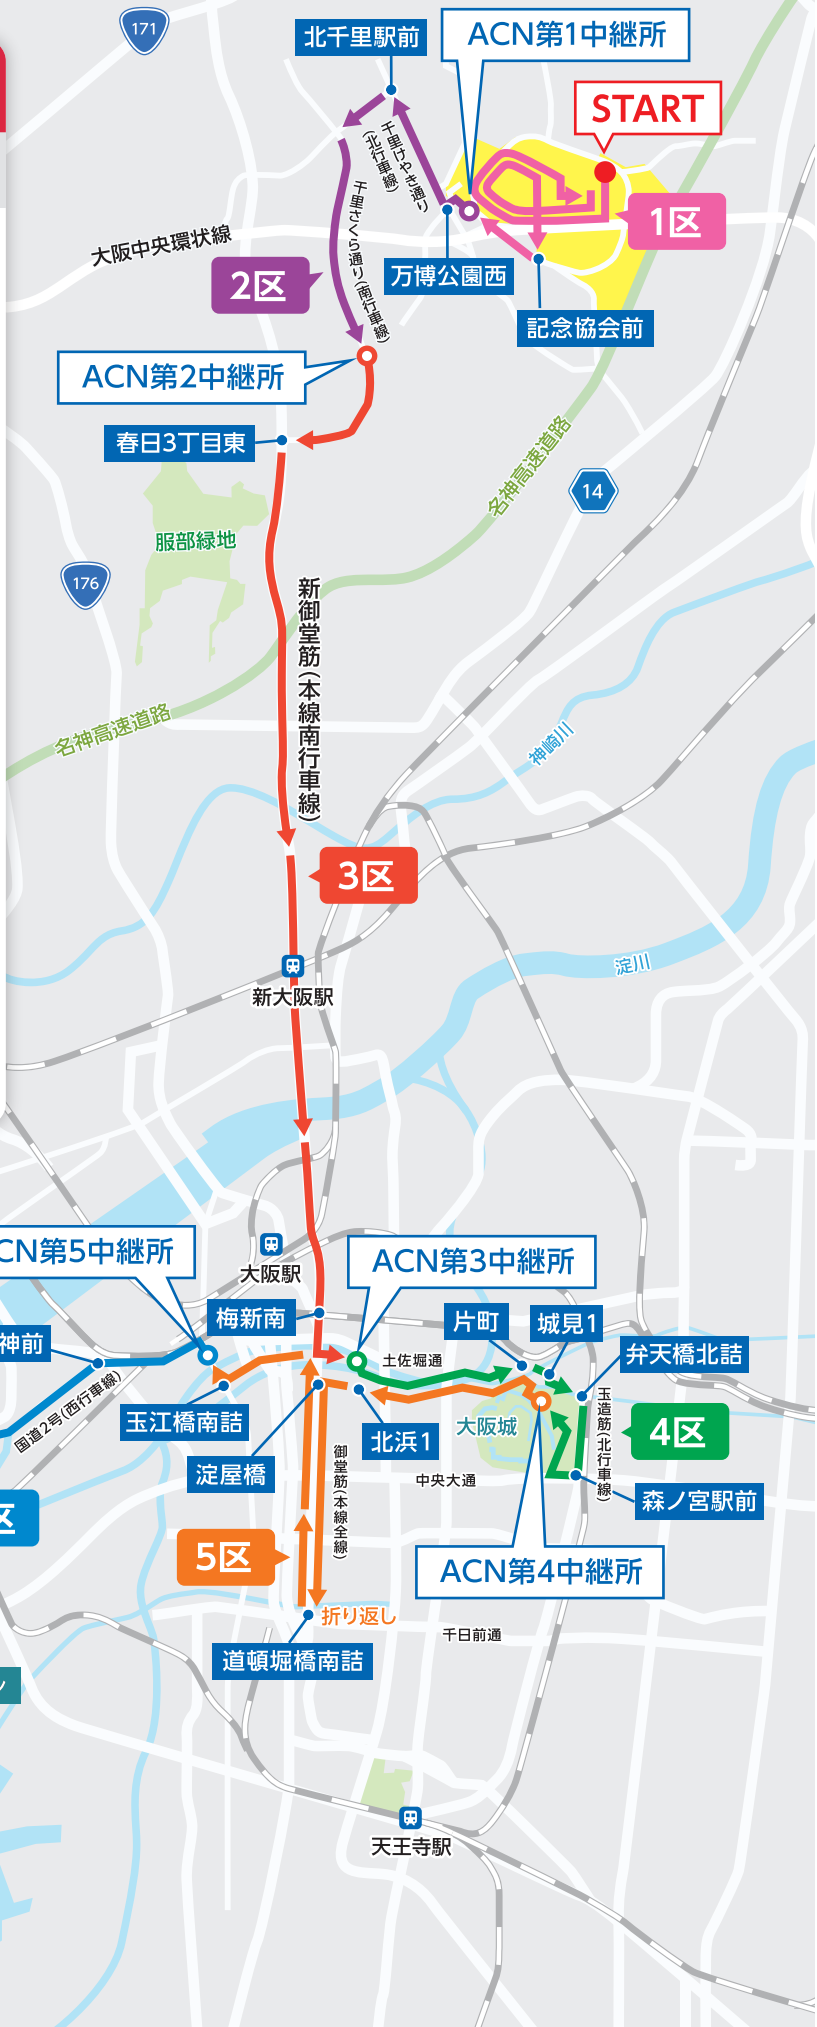 171
北千里駅前
ACN第1中継所
START
千里けやき通り
(北行車線)
1区
千里さくら通り(南行車線)
大阪中央環状線
万博公園西
2区
記念協会前
ACN第2中継所
春日3丁目東
名神高速道路
14
服部緑地
176
新御堂筋(本線南行車線)
名神高速道路
神崎川
3区
淀川
新大阪駅
CN第5中継所
大阪駅
ACN第3中継所
梅新南
片町
城見1
神前
土佐堀通
弁天橋北詰
国道2号(西行車線)
玉江橋南詰
北浜1
大阪城
玉造筋(北行車線)
4区
淀屋橋
御堂筋(本線全線)
中央大通
森ノ宮駅前
区
5区
ACN第4中継所
折り返し
道頓堀橋南詰
千日前通
天王寺駅